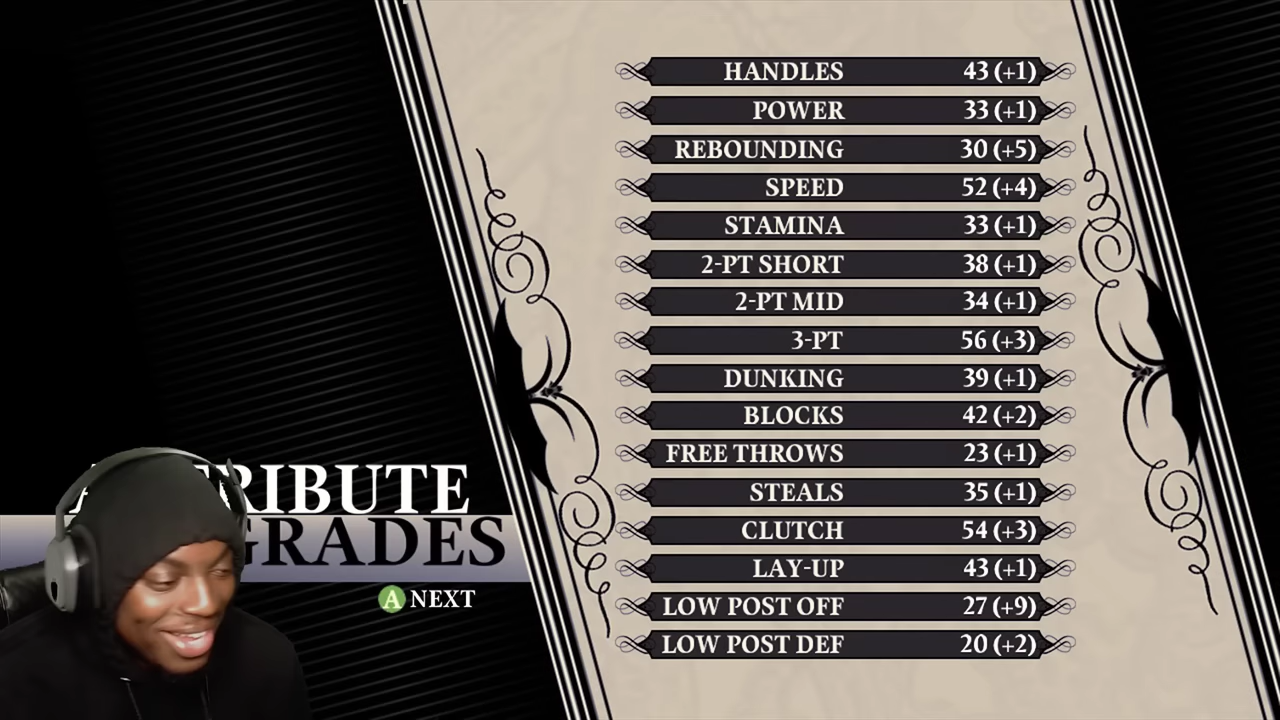 HANDLES 43 (+1)
POWER 33 (+1)
REBOUNDING 30 (+5)
SPEED 52 (+4)
STAMINA 33 (+1)
2-PT SHORT 38 (+1)
2-PT MID 34 (+1)
3-PT 56 (+3)
DUNKING 39 (+1)
BLOCKS 42 (+2)
FREE THROWS 23 (+1)
STEALS 35 (+1)
CLUTCH 54 (+3)
LAY-UP 43 (+1)
LOW POST OFF 27 (+9)
LOW POST DEF 20 (+2)
A NEXT